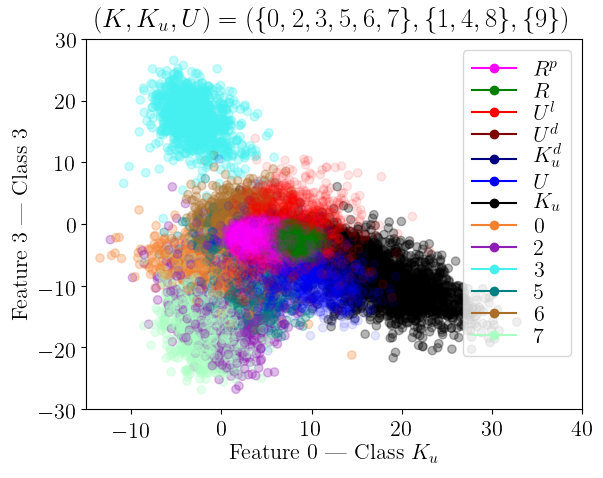 (K, K_u, U) = ({0, 2, 3, 5, 6, 7}, {1, 4, 8}, {9})
30
20
10
0
−10
−20
−30
Feature 3 — Class 3
R^p
R
U^l
U^d
K_u^d
U
K_u
0
2
3
5
6
7
−10
0
10
20
30
40
Feature 0 — Class K_u